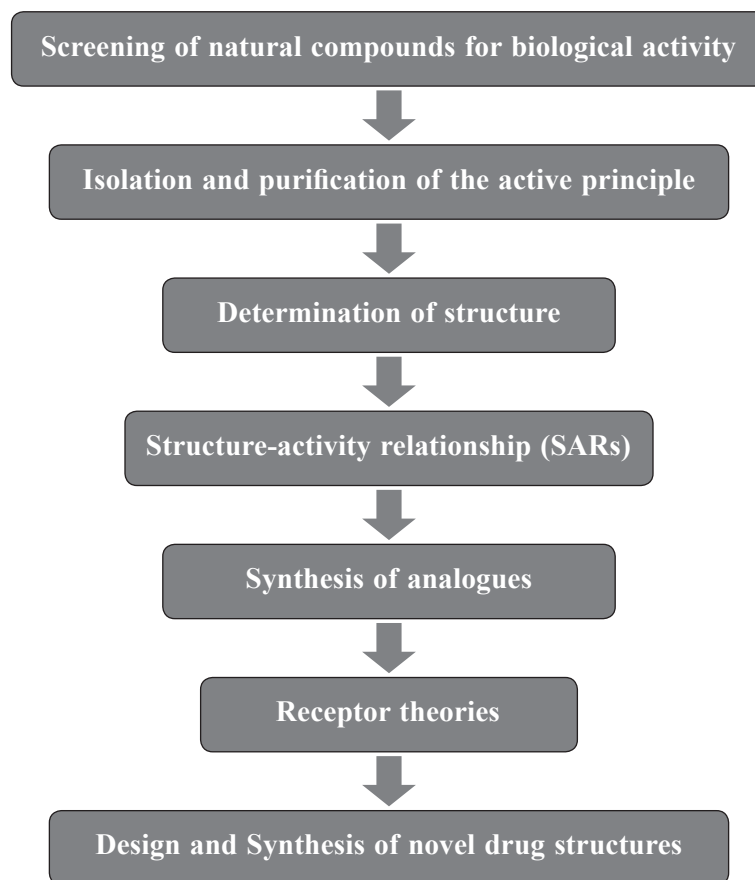 Screening of natural compounds for biological activity
Isolation and purification of the active principle
Determination of structure
Structure-activity relationship (SARs)
Synthesis of analogues
Receptor theories
Design and Synthesis of novel drug structures